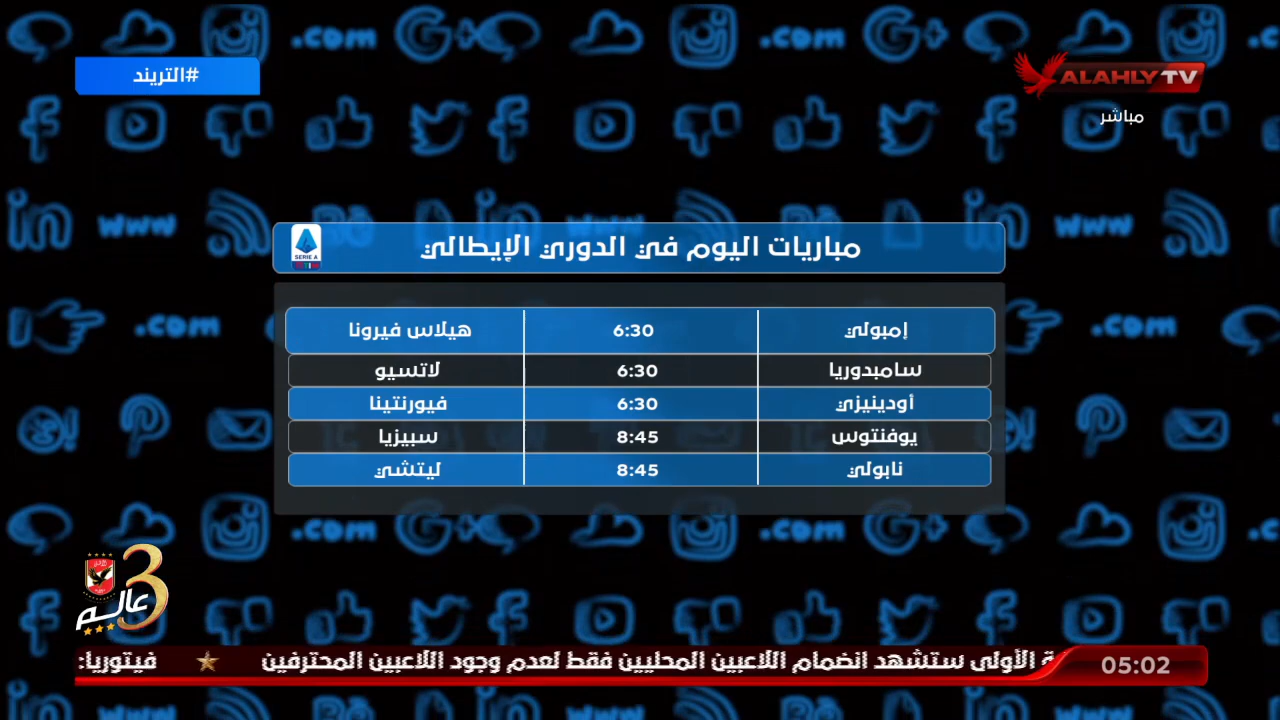 #التريند
ALAHLY TV
مباشر
مباريات اليوم في الدوري الإيطالي
SERIE A
إمبولي 6:30 هيلاس فيرونا
سامبدوريا 6:30 لاتسيو
أودينيزي 6:30 فيورنتينا
يوفنتوس 8:45 سبيزيا
نابولي 8:45 ليتشي
3 عالم
05:02
الأولى ستشهد انضمام اللاعبين المحليين فقط لعدم وجود اللاعبين المحترفين ★ فيتوريا: